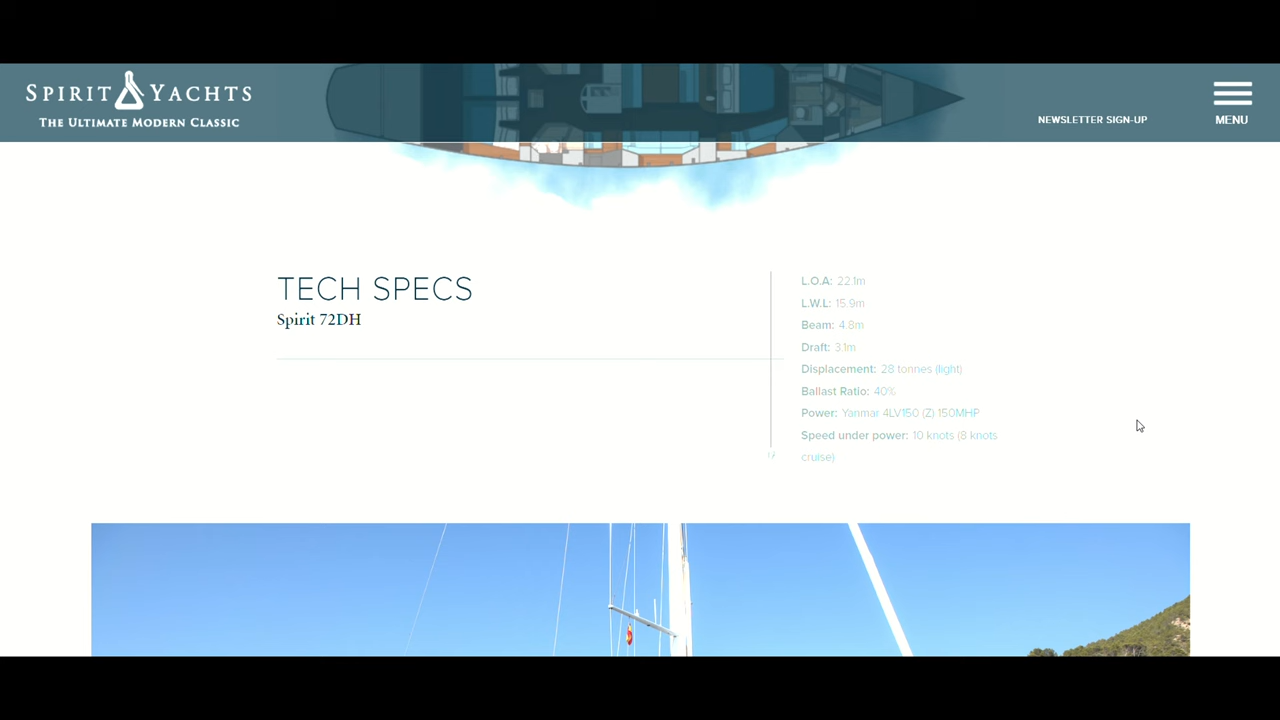 SPIRIT YACHTS
THE ULTIMATE MODERN CLASSIC
NEWSLETTER SIGN-UP
MENU
TECH SPECS
Spirit 72DH
L.O.A: 22.1m
L.W.L: 15.9m
Beam: 4.8m
Draft: 3.1m
Displacement: 28 tonnes (light)
Ballast Ratio: 40%
Power: Yanmar 4LV150 (Z) 150MHP
Speed under power: 10 knots (8 knots
cruise)